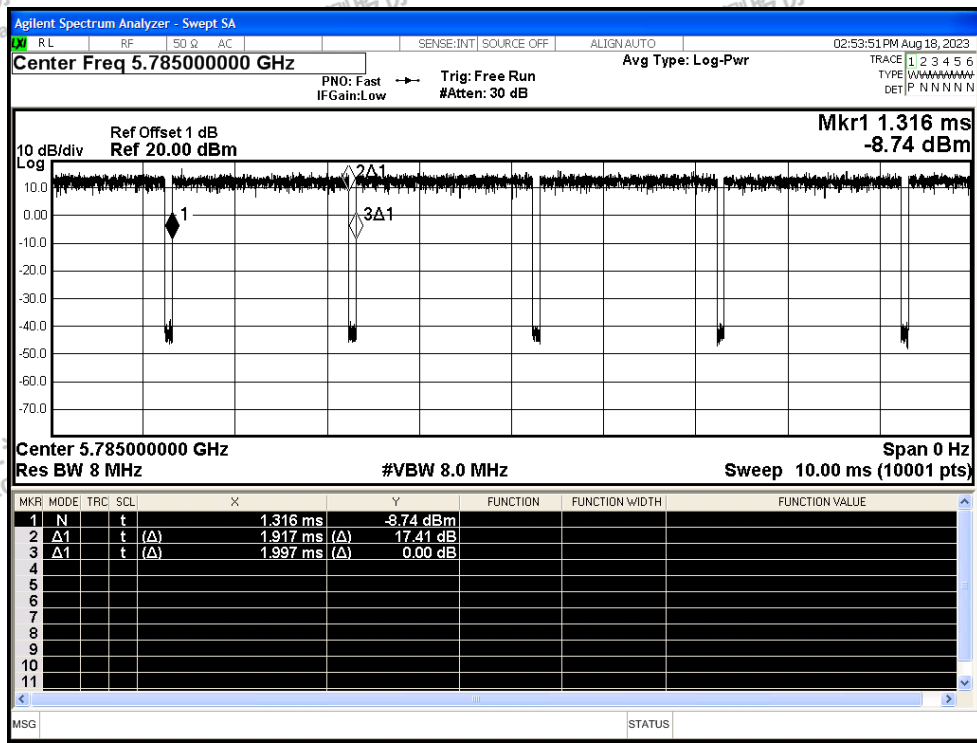 Agilent Spectrum Analyzer - Swept SA
LXI RL RF 50 Ω AC SENSE:INT SOURCE OFF ALIGN AUTO 02:53:51 PM Aug 18, 2023
Center Freq 5.785000000 GHz Avg Type: Log-Pwr TRACE 1 2 3 4 5 6
PNO: Fast Trig: Free Run TYPE W
IFGain:Low #Atten: 30 dB DET P N N N N N
Mkr1 1.316 ms
Ref Offset 1 dB
10 dB/div Ref 20.00 dBm -8.74 dBm
Log
2Δ1
10.0
0.00 1 3Δ1
-10.0
-20.0
-30.0
-40.0
-50.0
-60.0
-70.0
Center 5.785000000 GHz Span 0 Hz
Res BW 8 MHz #VBW 8.0 MHz Sweep 10.00 ms (10001 pts)
MKR MODE TRC SCL X Y FUNCTION FUNCTION WIDTH FUNCTION VALUE
1 N t 1.316 ms -8.74 dBm
2 Δ1 t (Δ) 1.917 ms (Δ) 17.41 dB
3 Δ1 t (Δ) 1.997 ms (Δ) 0.00 dB
4
5
6
7
8
9
10
11
MSG STATUS